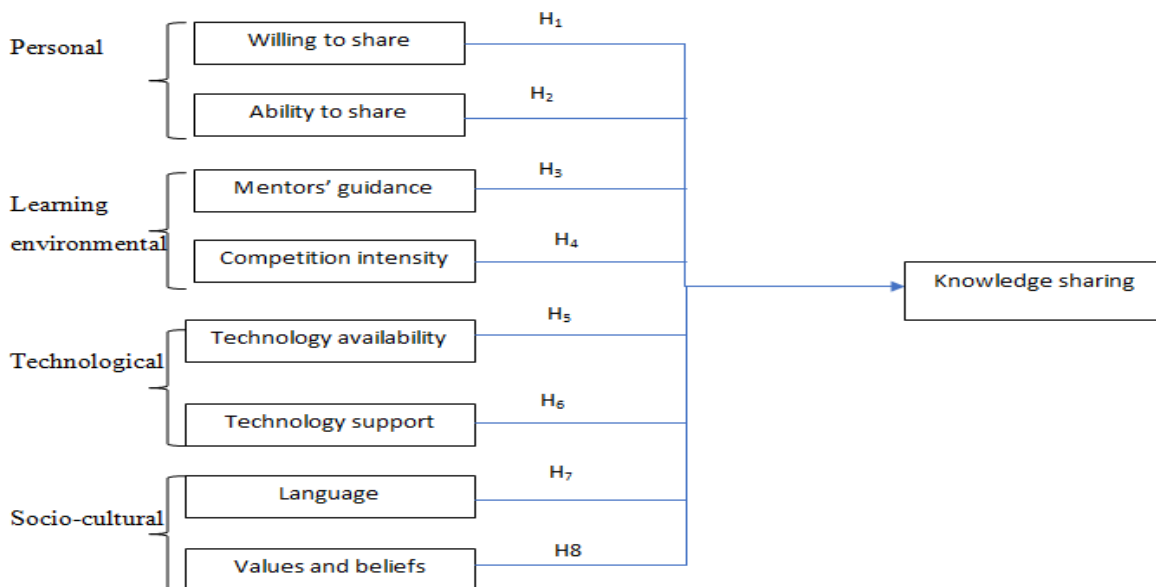 H₁
Willing to share
Personal
H₂
Ability to share
H₃
Mentors’ guidance
Learning
environmental
H₄
Competition intensity
Knowledge sharing
H₅
Technology availability
Technological
H₆
Technology support
H₇
Language
Socio-cultural
H8
Values and beliefs